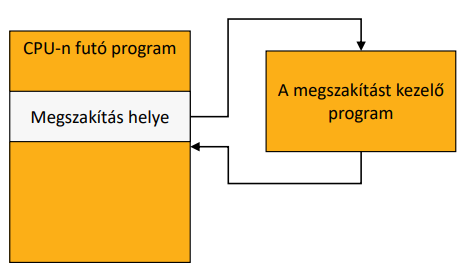 CPU-n futó program
Megszakítás helye
A megszakítást kezelő
program